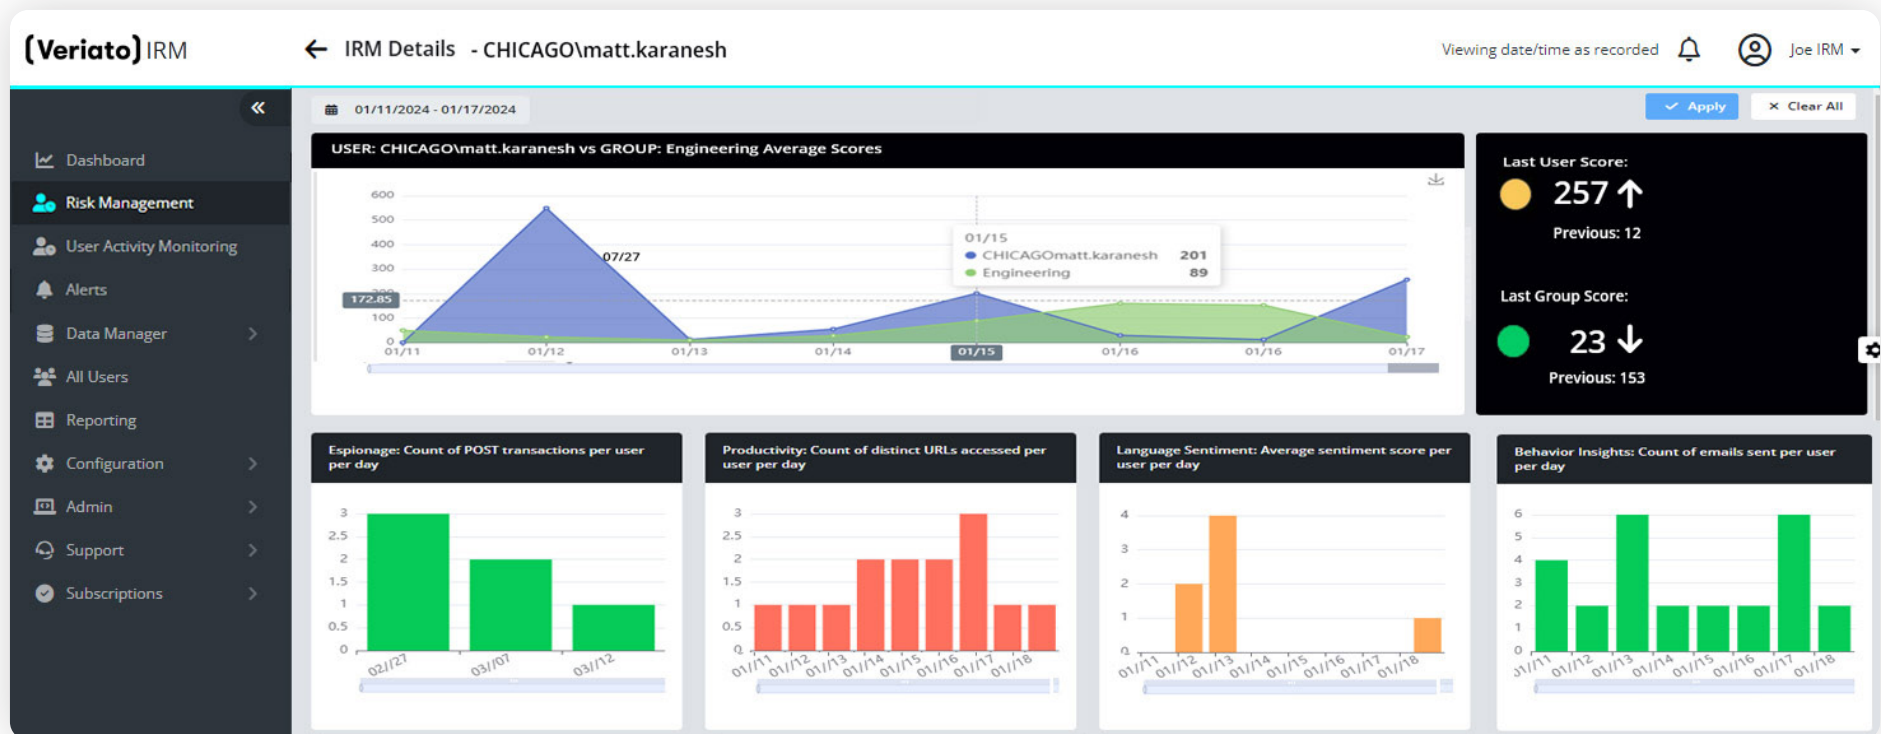 (Veriato) IRM
IRM Details - CHICAGO\matt.karanesh
Viewing date/time as recorded
Joe IRM
Dashboard
Risk Management
User Activity Monitoring
Alerts
Data Manager
All Users
Reporting
Configuration
Admin
Support
Subscriptions
01/11/2024 - 01/17/2024
Apply
Clear All
USER: CHICAGO\matt.karanesh vs GROUP: Engineering Average Scores
600
500
400
300
172.85
100
0
07/27
01/15
CHICAGOmatt.karanesh 201
Engineering 89
01/11 01/12 01/13 01/14 01/15 01/16 01/16 01/17
Last User Score:
257
Previous: 12
Last Group Score:
23
Previous: 153
Espionage: Count of POST transactions per user
per day
3
2.5
2
1.5
1
0.5
0
02//27 03//07 03//12
Productivity: Count of distinct URLs accessed per
user per day
3
2.5
2
1.5
1
0.5
0
01//11 01//12 01//13 01//14 01//15 01//16 01//17 01//18
Language Sentiment: Average sentiment score per
user per day
4
3
2
1
0
01//11 01//12 01//13 01//14 01//15 01//16 01//17 01//18
Behavior Insights: Count of emails sent per user
per day
6
5
4
3
2
1
0
01//12 01//13 01//14 01//15 01//16 01//17 01//18